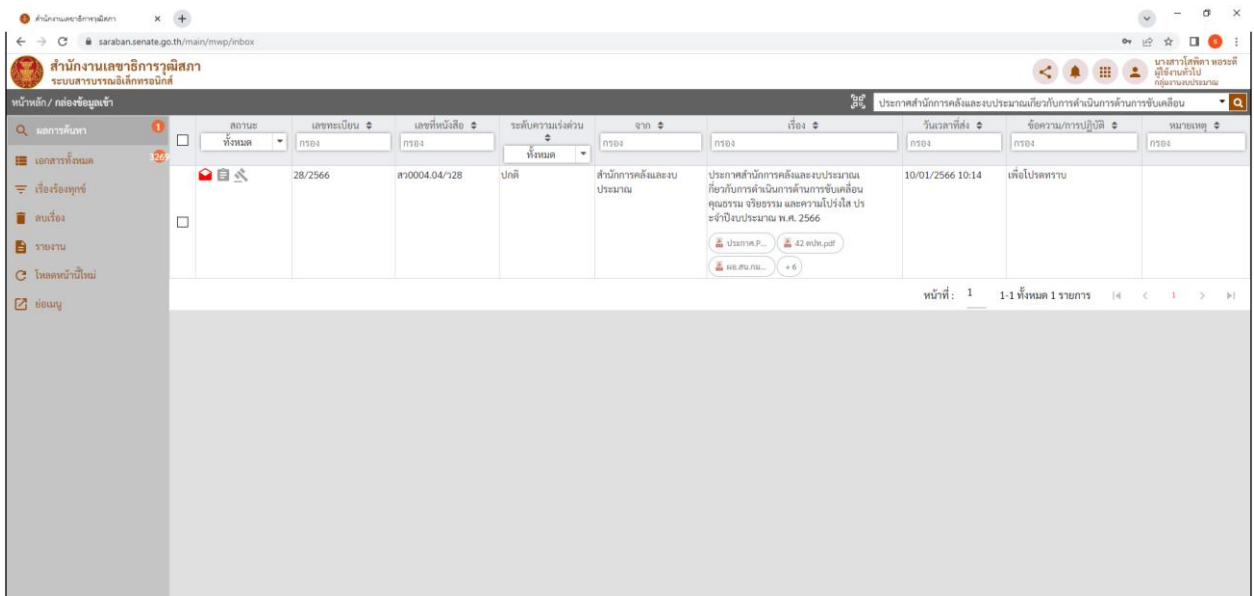 สำนักงานเลขาธิการวุฒิสภา
saraban.senate.go.th/main/mwp/inbox
สำนักงานเลขาธิการวุฒิสภา
ระบบสารบรรณอิเล็กทรอนิกส์
นางสาวโสพิตา หอระตี
ผู้ใช้งานทั่วไป
กลุ่มงานงบประมาณ
หน้าหลัก / กล่องข้อมูลเข้า
ประกาศสำนักการคลังและงบประมาณเกี่ยวกับการดำเนินการด้านการขับเคลื่อน
ผลการค้นหา 1
เอกสารทั้งหมด 3269
เรื่องร้องทุกข์
ลบเรื่อง
รายงาน
โหลดหน้านี้ใหม่
ย่อเมนู
สถานะ เลขทะเบียน เลขที่หนังสือ ระดับความเร่งด่วน จาก เรื่อง วันเวลาที่ส่ง ข้อความ/การปฏิบัติ หมายเหตุ
ทั้งหมด กรอง กรอง ทั้งหมด กรอง กรอง กรอง กรอง กรอง
28/2566 สว0004.04/ว28 ปกติ สำนักการคลังและงบ ประกาศสำนักการคลังและงบประมาณเ 10/01/2566 10:14 เพื่อโปรดทราบ
ประมาณ กี่ยวกับการดำเนินการด้านการขับเคลื่อน
คุณธรรม จริยธรรม และความโปร่งใส ปร
ะจำปีงบประมาณ พ.ศ. 2566
ประกาศ.P... 42 ตปท.pdf
ผอ.สน.กม... + 6
หน้าที่ : 1 1-1 ทั้งหมด 1 รายการ 1